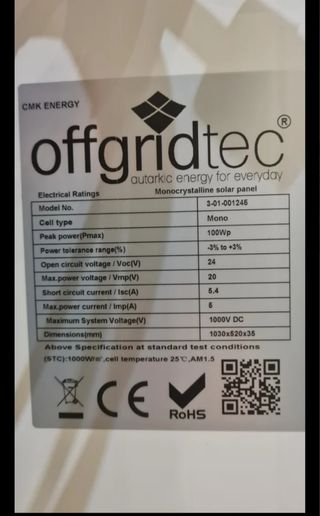 CMK ENERGY
offgridtec®
autarkic energy for everyday
Electrical Ratings Monocrystalline solar panel
Model No. 3-01-001245
Cell type Mono
Peak power(Pmax) 100Wp
Power tolerance range(%) -3% to +3%
Open circuit voltage / Voc(V) 24
Max.power voltage / Vmp(V) 20
Short circuit current / Isc(A) 5.4
Max.power current / Imp(A) 5
Maximum System Voltage(V) 1000V DC
Dimensions(mm) 1030x520x35
Above Specification at standard test conditions
(STC):1000W/m²,cell temperature 25℃,AM1.5
CE
RoHS